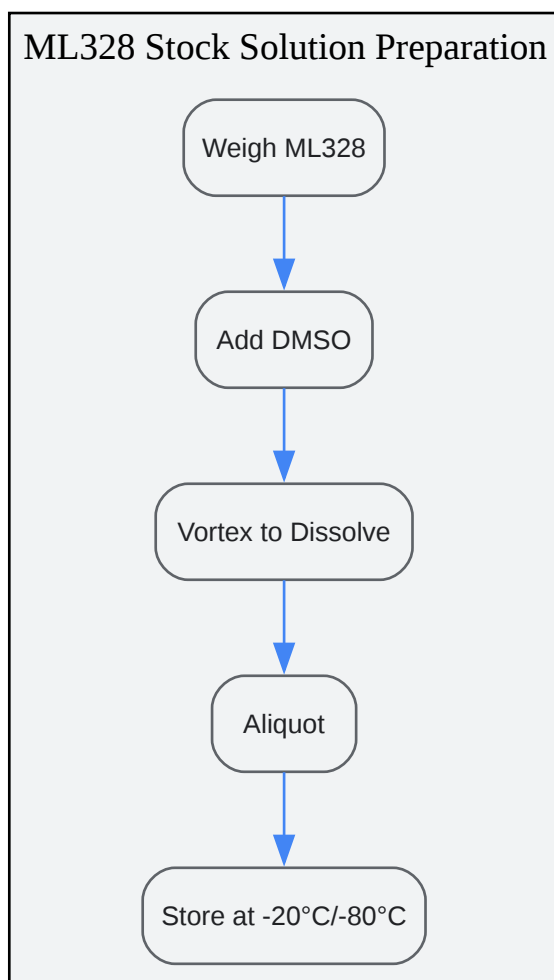 ML328 Stock Solution Preparation
Weigh ML328
Add DMSO
Vortex to Dissolve
Aliquot
Store at -20°C/-80°C